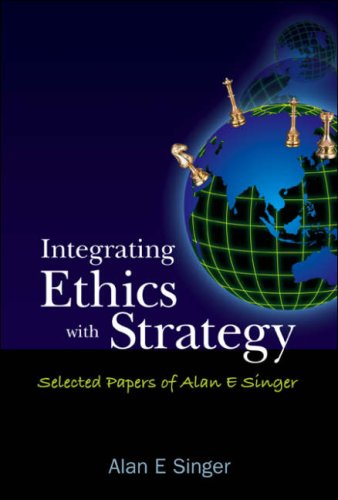 Integrating
Ethics
with Strategy
Selected Papers of Alan E Singer
Alan E Singer